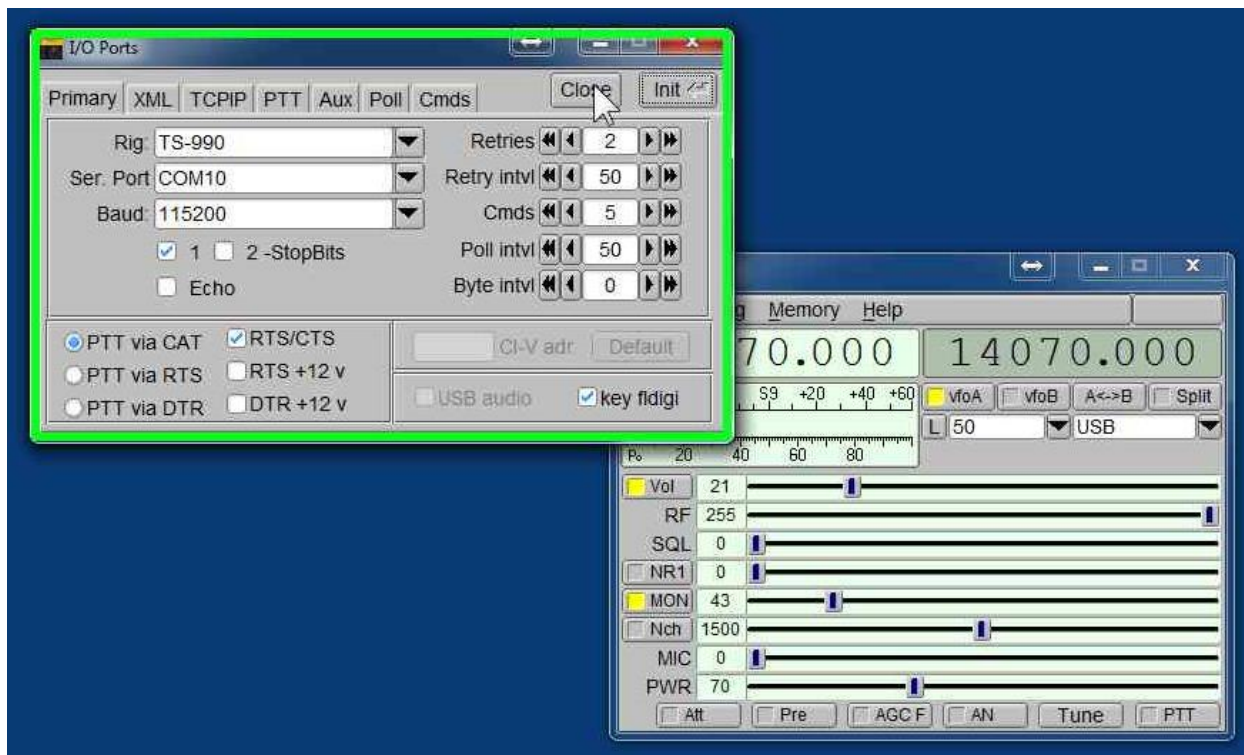 I/O Ports
Primary XML TCPIP PTT Aux Poll Cmds Close Init
Rig: TS-990
Ser. Port COM10
Baud: 115200
1 2 -StopBits
Echo
Retries 2
Retry intvl 50
Cmds 5
Poll intvl 50
Byte intvl 0
PTT via CAT RTS/CTS
PTT via RTS RTS +12 v
PTT via DTR DTR +12 v
CI-V adr. Default
USB audio key fldigi
Memory Help
70.000 14070.000
S9 +20 +40 +60 vfoA vfoB A<->B Split
L 50 USB
Po 20 40 60 80
Vol 21
RF 255
SQL 0
NR1 0
MON 43
Nch 1500
MIC 0
PWR 70
Att Pre AGC F AN Tune PTT